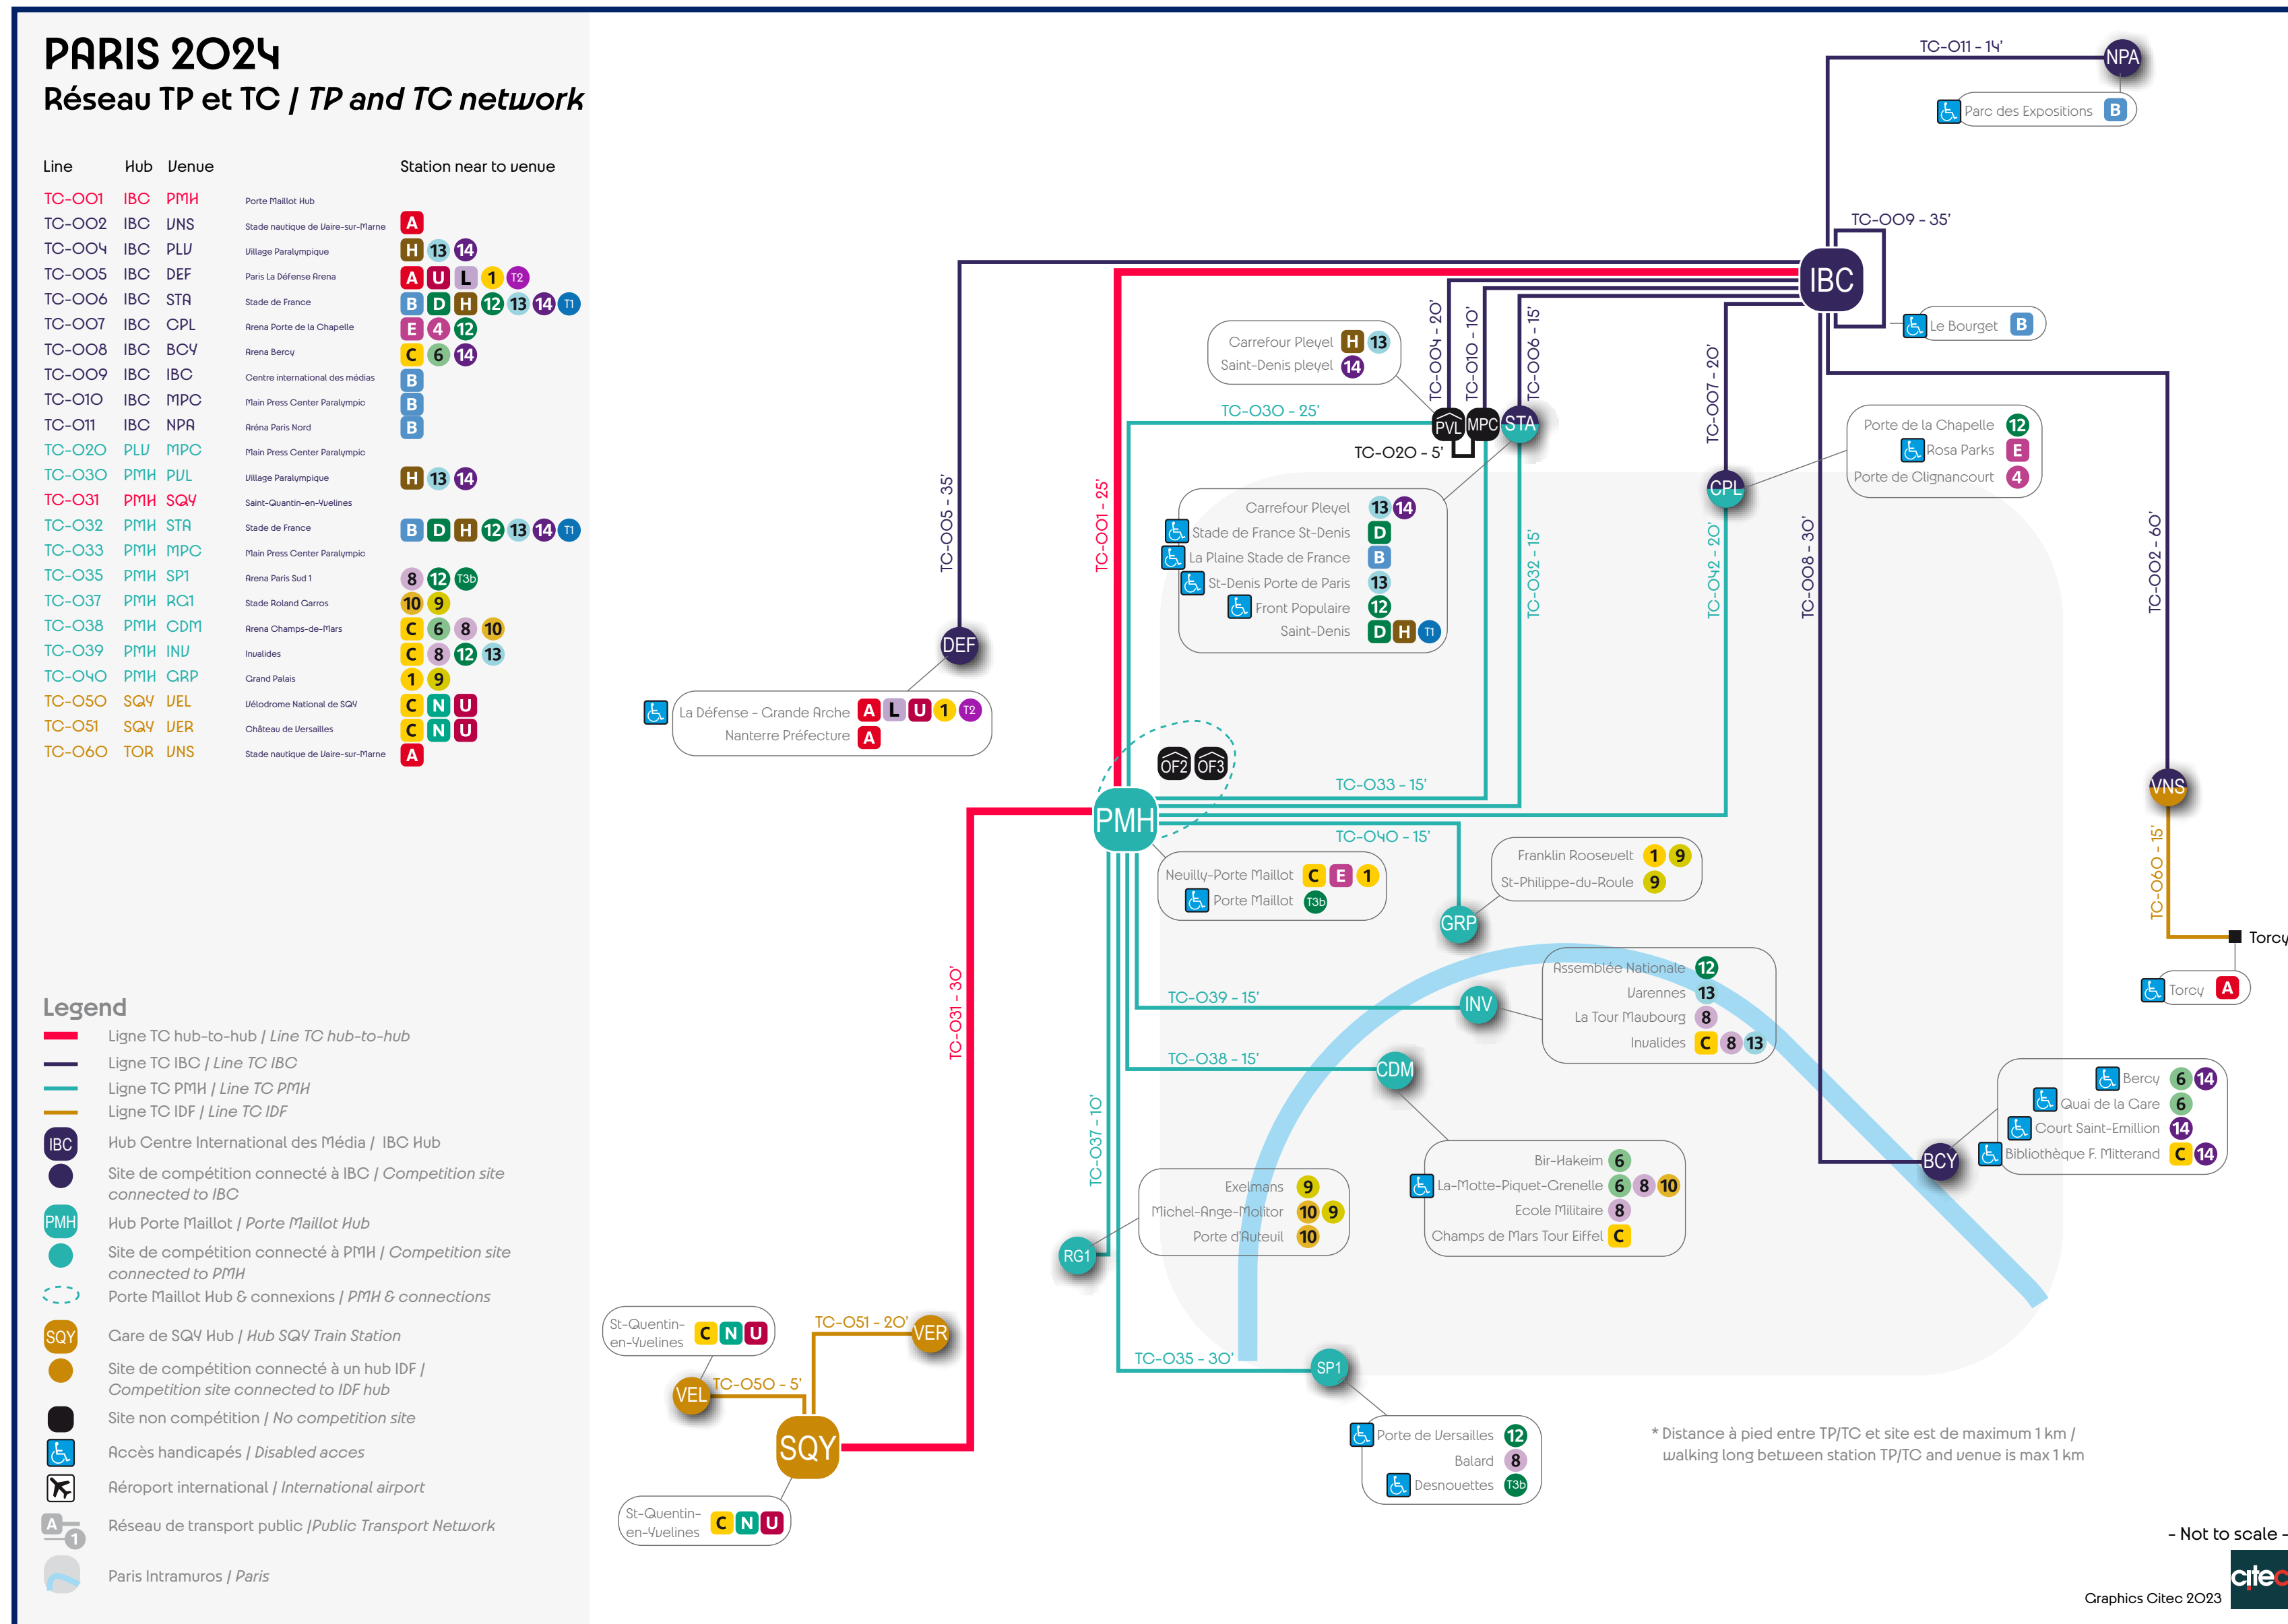 PARIS 2024
Réseau TP et TC / TP and TC network
Line Hub Venue Station near to venue
TC-001 IBC PMH Porte Maillot Hub
TC-002 IBC VNS Stade nautique de Vaire-sur-Marne A
TC-004 IBC PLV Village Paralympique H 13 14
TC-005 IBC DEF Paris La Défense Arena A U L 1 T2
TC-006 IBC STA Stade de France B D H 12 13 14 T1
TC-007 IBC CPL Arena Porte de la Chapelle E 4 12
TC-008 IBC BCY Arena Bercy C 6 14
TC-009 IBC IBC Centre international des médias B
TC-010 IBC MPC Main Press Center Paralympic B
TC-011 IBC NPA Aréna Paris Nord B
TC-020 PLV MPC Main Press Center Paralympic
TC-030 PMH PVL Village Paralympique H 13 14
TC-031 PMH SQY Saint-Quantin-en-Yvelines
TC-032 PMH STA Stade de France B D H 12 13 14 T1
TC-033 PMH MPC Main Press Center Paralympic
TC-035 PMH SP1 Arena Paris Sud 1 8 12 T3b
TC-037 PMH RG1 Stade Roland Garros 10 9
TC-038 PMH CDM Arena Champs-de-Mars C 6 8 10
TC-039 PMH INV Invalides C 8 12 13
TC-040 PMH GRP Grand Palais 1 9
TC-050 SQY VEL Vélodrome National de SQY C N U
TC-051 SQY VER Château de Versailles C N U
TC-060 TOR VNS Stade nautique de Vaire-sur-Marne A
Legend
Ligne TC hub-to-hub / Line TC hub-to-hub
Ligne TC IBC / Line TC IBC
Ligne TC PMH / Line TC PMH
Ligne TC IDF / Line TC IDF
IBC Hub Centre International des Média / IBC Hub
Site de compétition connecté à IBC / Competition site
connected to IBC
PMH Hub Porte Maillot / Porte Maillot Hub
Site de compétition connecté à PMH / Competition site
connected to PMH
Porte Maillot Hub & connexions / PMH & connections
SQY Gare de SQY Hub / Hub SQY Train Station
Site de compétition connecté à un hub IDF /
Competition site connected to IDF hub
Site non compétition / No competition site
Accès handicapés / Disabled acces
Aéroport international / International airport
A 1 Réseau de transport public /Public Transport Network
Paris Intramuros / Paris
TC-011 - 14'
NPA
Parc des Expositions B
TC-009 - 35'
IBC
Le Bourget B
TC-004 - 20'
TC-010 - 10'
TC-006 - 15'
TC-007 - 20'
Carrefour Pleyel H 13
Saint-Denis pleyel 14
TC-030 - 25'
PVL
MPC
STA
TC-020 - 5'
Porte de la Chapelle 12
Rosa Parks E
Porte de Clignancourt 4
CPL
TC-005 - 35'
TC-001 - 25'
Carrefour Pleyel 13 14
Stade de France St-Denis D
La Plaine Stade de France B
St-Denis Porte de Paris 13
Front Populaire 12
Saint-Denis D H T1
TC-032 - 15'
TC-042 - 20'
TC-008 - 30'
TC-002 - 60'
DEF
La Défense - Grande Arche A L U 1 T2
Nanterre Préfecture A
OF2
OF3
PMH
TC-033 - 15'
TC-040 - 15'
VNS
TC-060 - 15'
Neuilly-Porte Maillot C E 1
Porte Maillot T3b
Franklin Roosevelt 1 9
St-Philippe-du-Roule 9
GRP
Torcy
Torcy A
TC-031 - 30'
TC-039 - 15'
INV
Assemblée Nationale 12
Varennes 13
La Tour Maubourg 8
Invalides C 8 13
TC-038 - 15'
CDM
Bercy 6 14
Quai de la Gare 6
Court Saint-Emillion 14
Bibliothèque F. Mitterand C 14
BCY
TC-037 - 10'
Bir-Hakeim 6
La-Motte-Piquet-Grenelle 6 8 10
Ecole Militaire 8
Champs de Mars Tour Eiffel C
Exelmans 9
Michel-Ange-Molitor 10 9
Porte d'Auteuil 10
RG1
St-Quentin-
en-Yvelines C N U
TC-051 - 20'
VER
TC-035 - 30'
SP1
VEL
TC-050 - 5'
SQY
Porte de Versailles 12
Balard 8
Desnouettes T3b
* Distance à pied entre TP/TC et site est de maximum 1 km /
walking long between station TP/TC and venue is max 1 km
St-Quentin-
en-Yvelines C N U
- Not to scale -
Graphics Citec 2023
citec